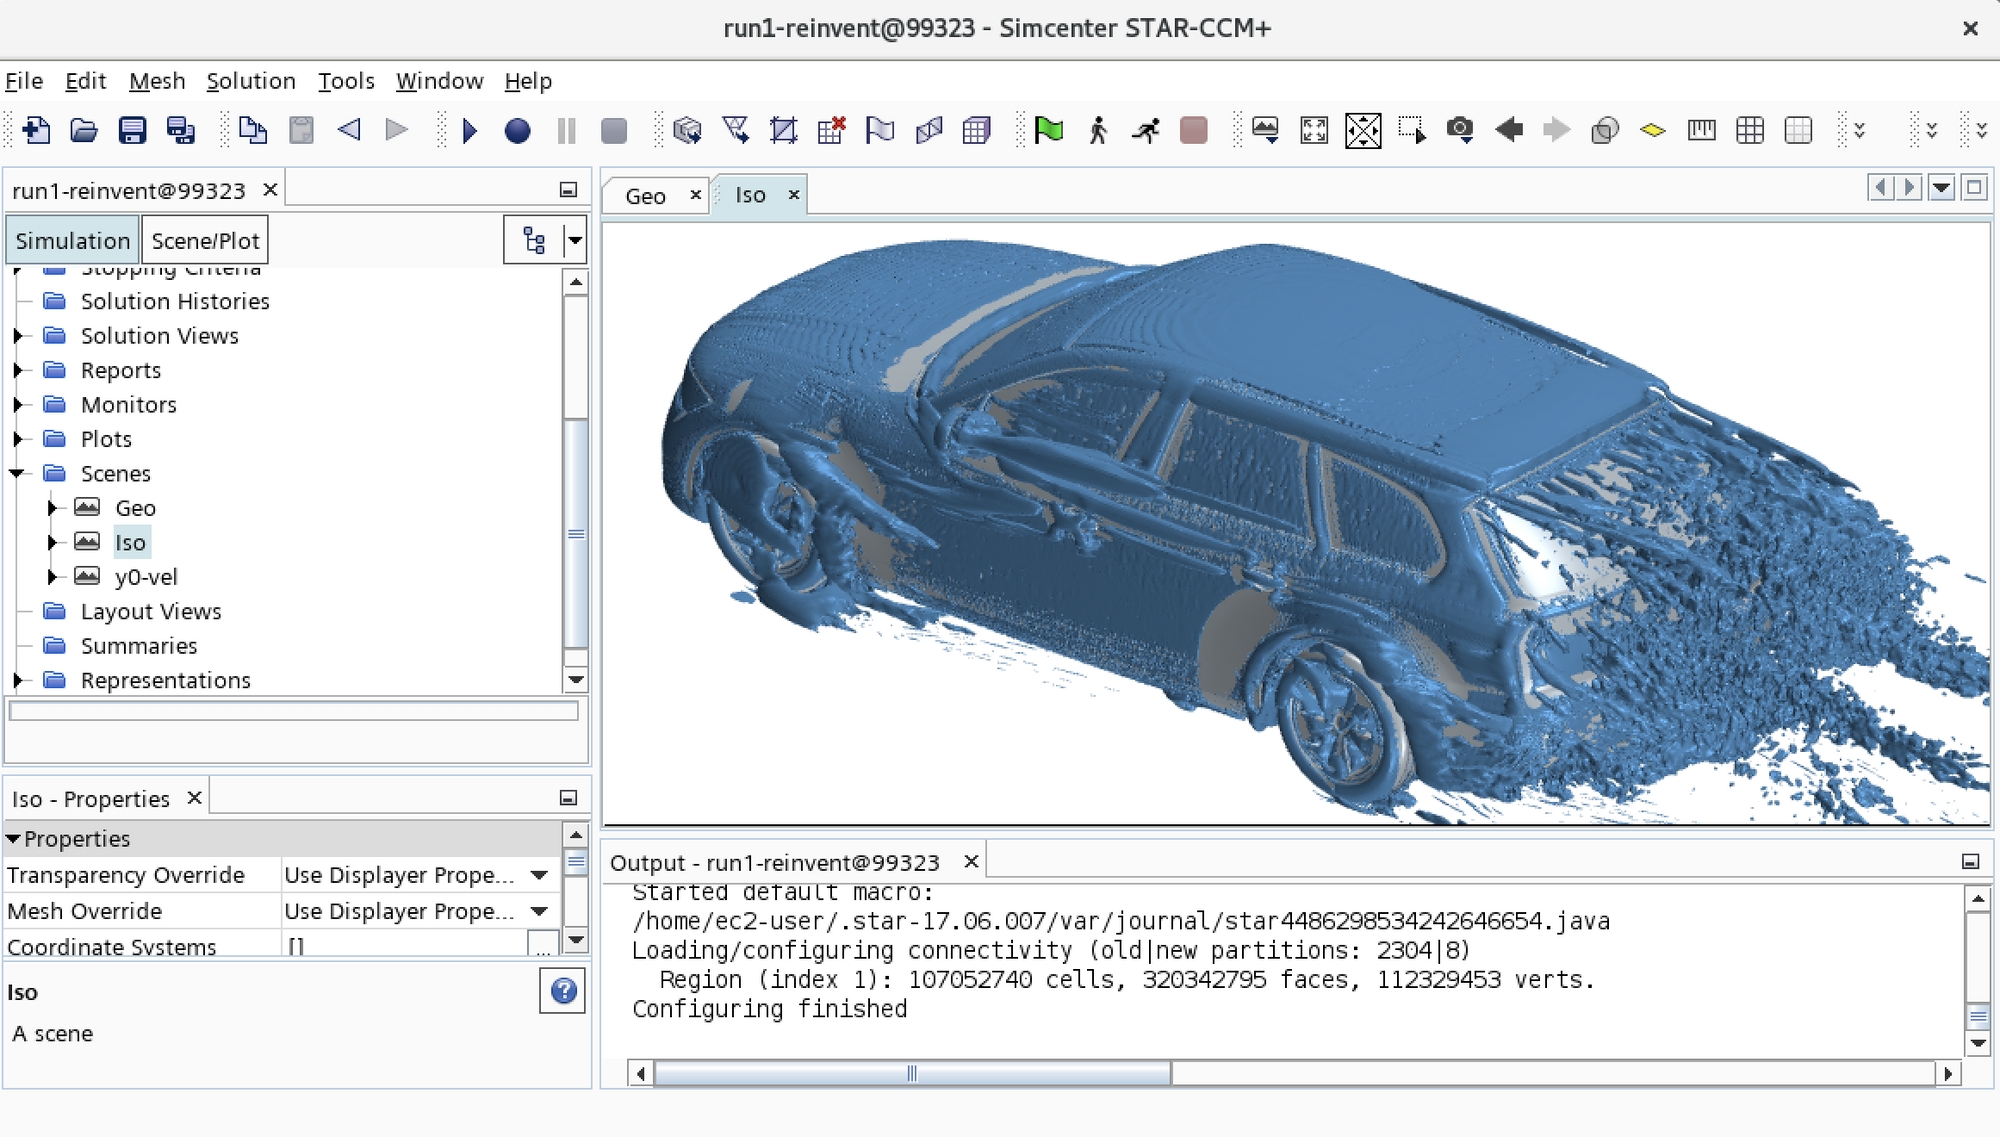 run1-reinvent@99323 - Simcenter STAR-CCM+
File Edit Mesh Solution Tools Window Help
run1-reinvent@99323
Simulation Scene/Plot
Stopping Criteria
Solution Histories
Solution Views
Reports
Monitors
Plots
Scenes
Geo
Iso
y0-vel
Layout Views
Summaries
Representations
Iso - Properties
Properties
Transparency Override Use Displayer Prope...
Mesh Override Use Displayer Prope...
Coordinate Systems [] ...
Iso
A scene
Geo Iso
Output - run1-reinvent@99323
Started default macro:
/home/ec2-user/.star-17.06.007/var/journal/star4486298534242646654.java
Loading/configuring connectivity (old|new partitions: 2304|8)
Region (index 1): 107052740 cells, 320342795 faces, 112329453 verts.
Configuring finished